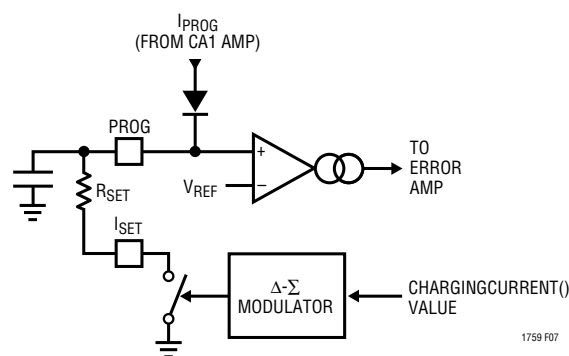 IPROG
(FROM CA1 AMP)
PROG
+
VREF
–
TO
ERROR
AMP
RSET
ISET
Δ-Σ
MODULATOR
CHARGINGCURRENT()
VALUE
1759 F07